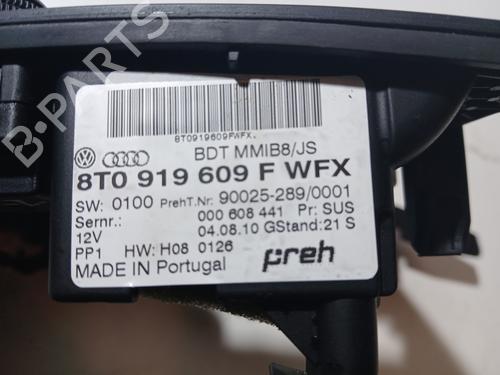 8T0919609FWFX
BDT MMIB8/JS
8T0 919 609 F WFX
SW: 0100 PrehT.Nr: 90025-289/0001
Sernr.: 000 608 441 Pr: SUS
12V 04.08.10 GStand: 21 S
PP1 HW: H08 0126
MADE IN Portugal preh